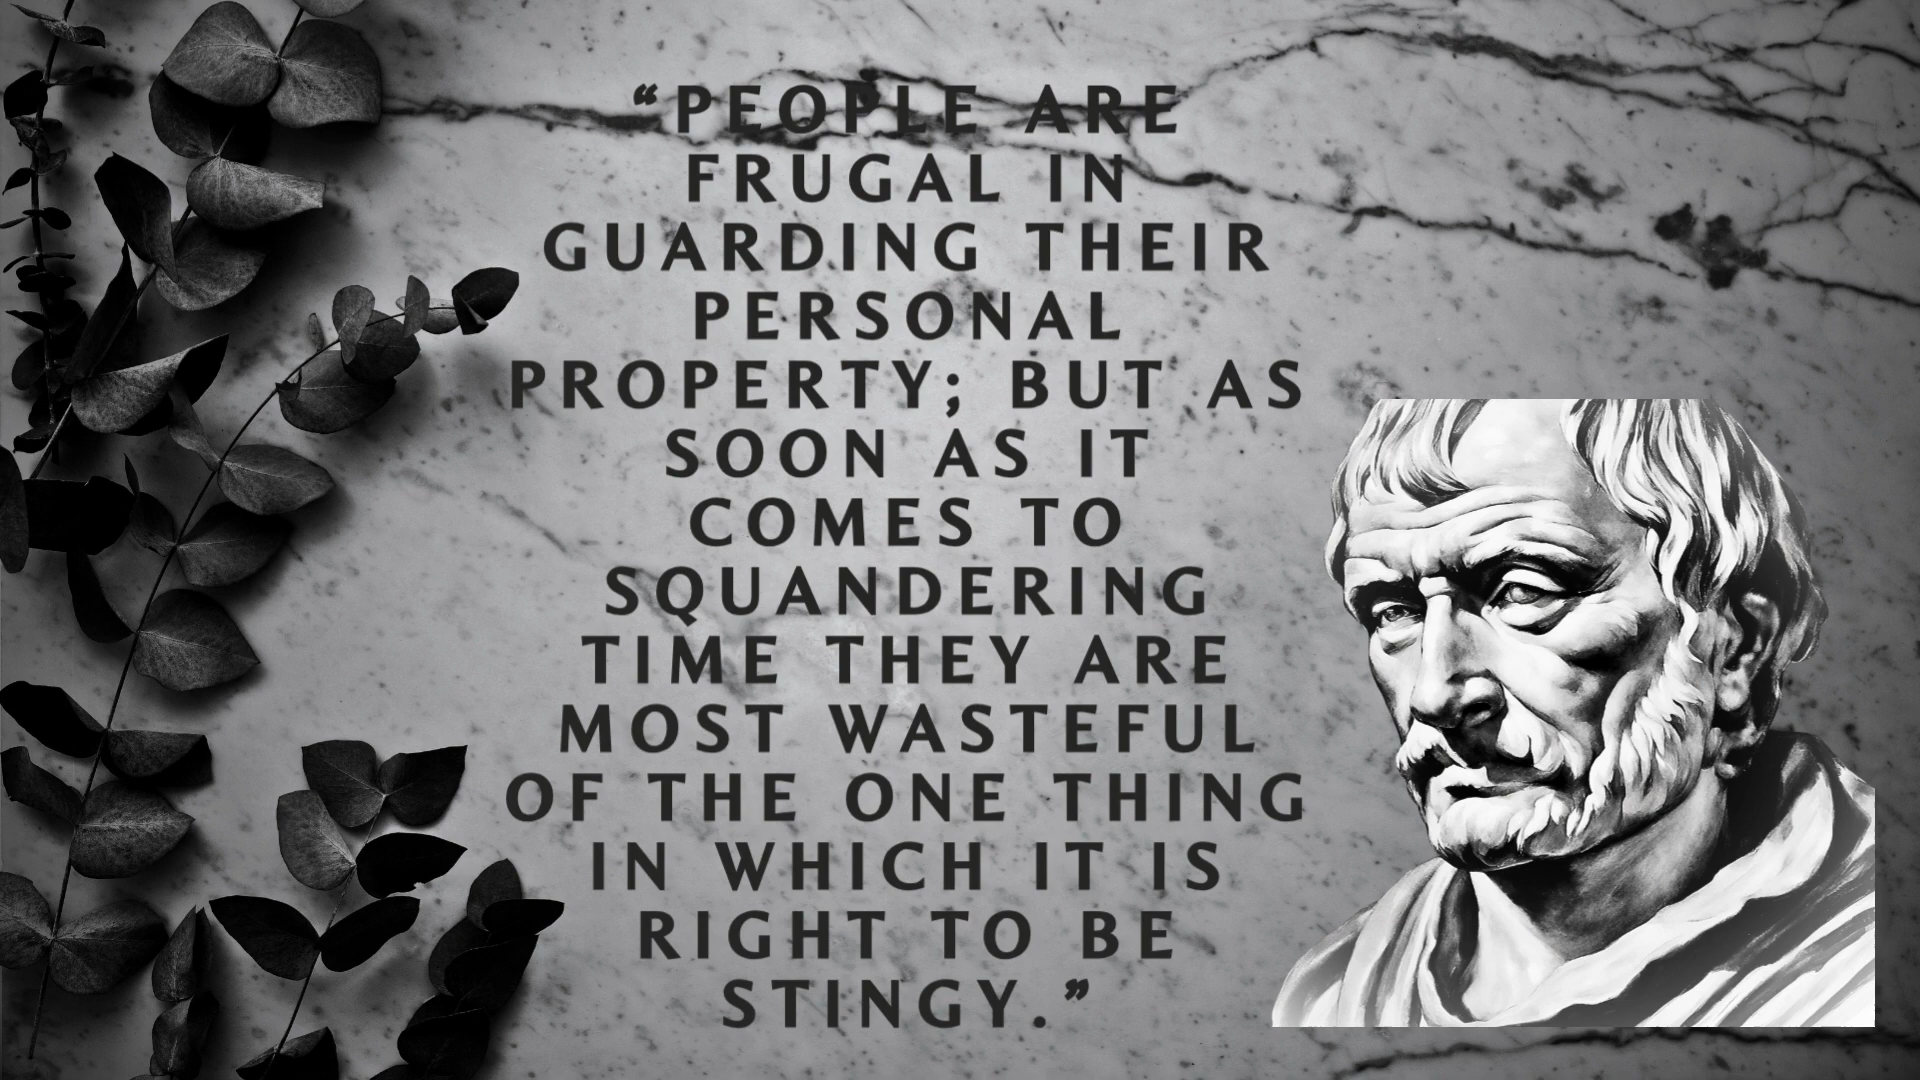 “PEOPLE ARE
FRUGAL IN
GUARDING THEIR
PERSONAL
PROPERTY; BUT AS
SOON AS IT
COMES TO
SQUANDERING
TIME THEY ARE
MOST WASTEFUL
OF THE ONE THING
IN WHICH IT IS
RIGHT TO BE
STINGY.”